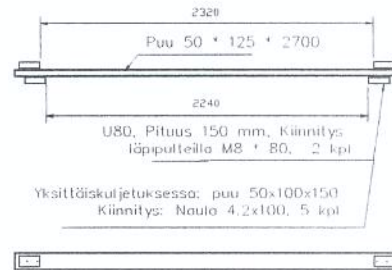 2320
Puu 50 * 125 * 2700
2240
U80, Pituus 150 mm, Kiinnitys
läpipulteilla M8 * 80, 2 kpl
Yksittäiskuljetuksessa: puu 50x100x150
Kiinnitys: Naula 4.2x100, 5 kpl